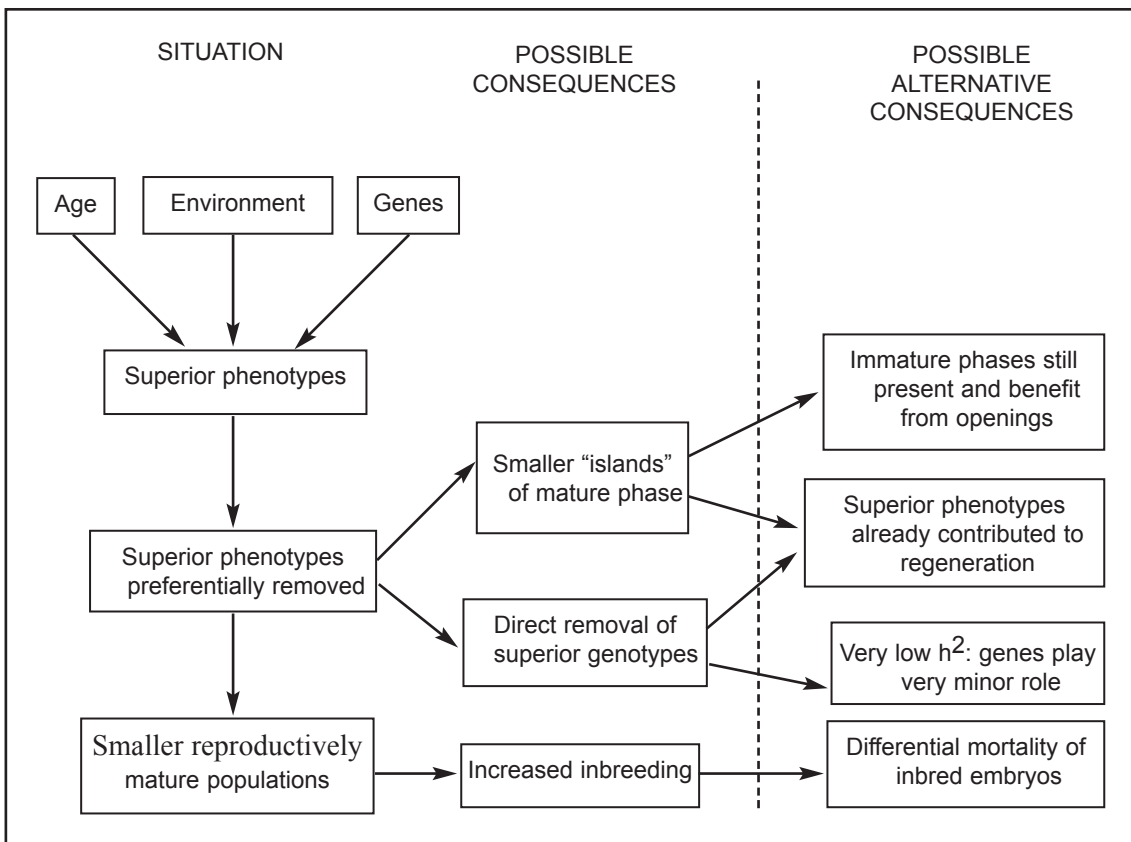 SITUATION
POSSIBLE
CONSEQUENCES
POSSIBLE
ALTERNATIVE
CONSEQUENCES
Age
Environment
Genes
Superior phenotypes
Immature phases still
present and benefit
from openings
Smaller “islands”
of mature phase
Superior phenotypes
already contributed to
regeneration
Superior phenotypes
preferentially removed
Direct removal of
superior genotypes
Very low h²: genes play
very minor role
Smaller reproductively
mature populations
Increased inbreeding
Differential mortality of
inbred embryos